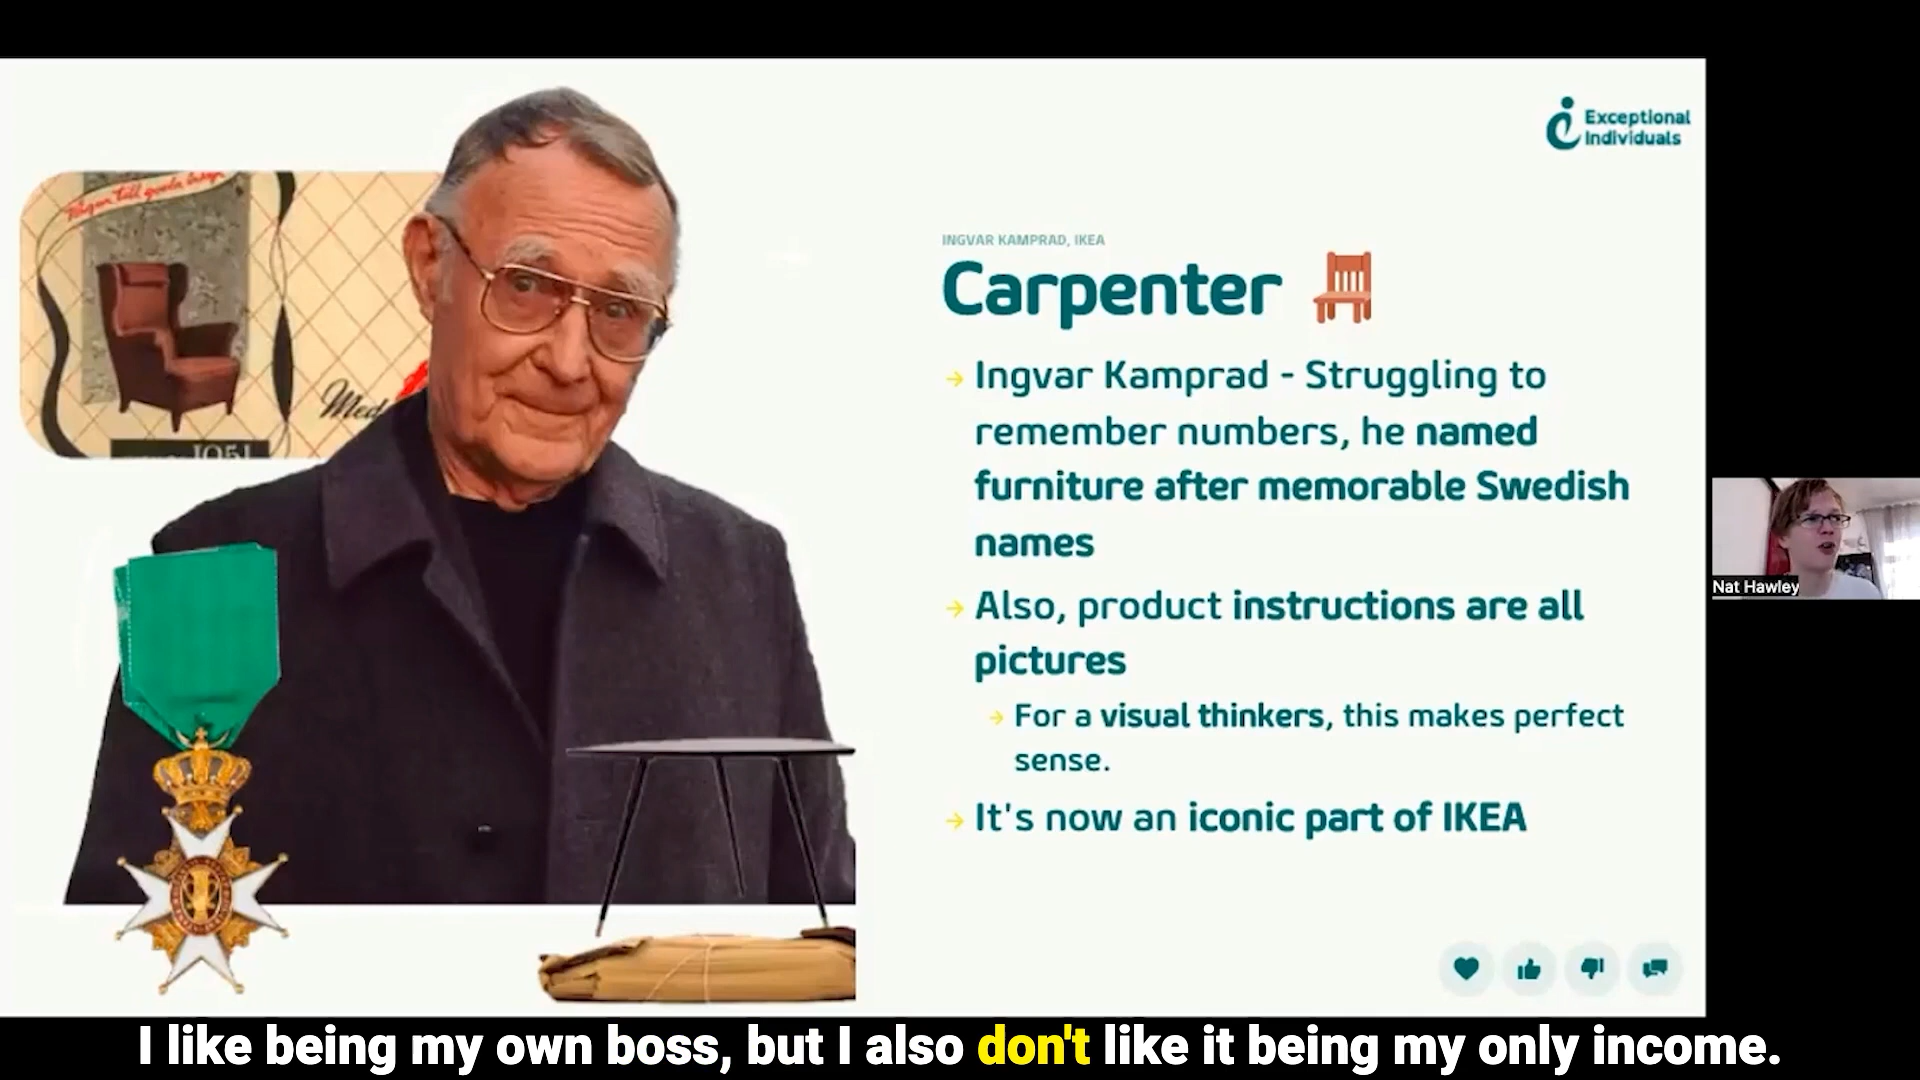 Exceptional
Individuals
INGVAR KAMPRAD, IKEA
Carpenter
Ingvar Kamprad - Struggling to
remember numbers, he named
furniture after memorable Swedish
names
Also, product instructions are all
pictures
For a visual thinkers, this makes perfect
sense.
It's now an iconic part of IKEA
Med
1951
Nat Hawley
I like being my own boss, but I also don't like it being my only income.